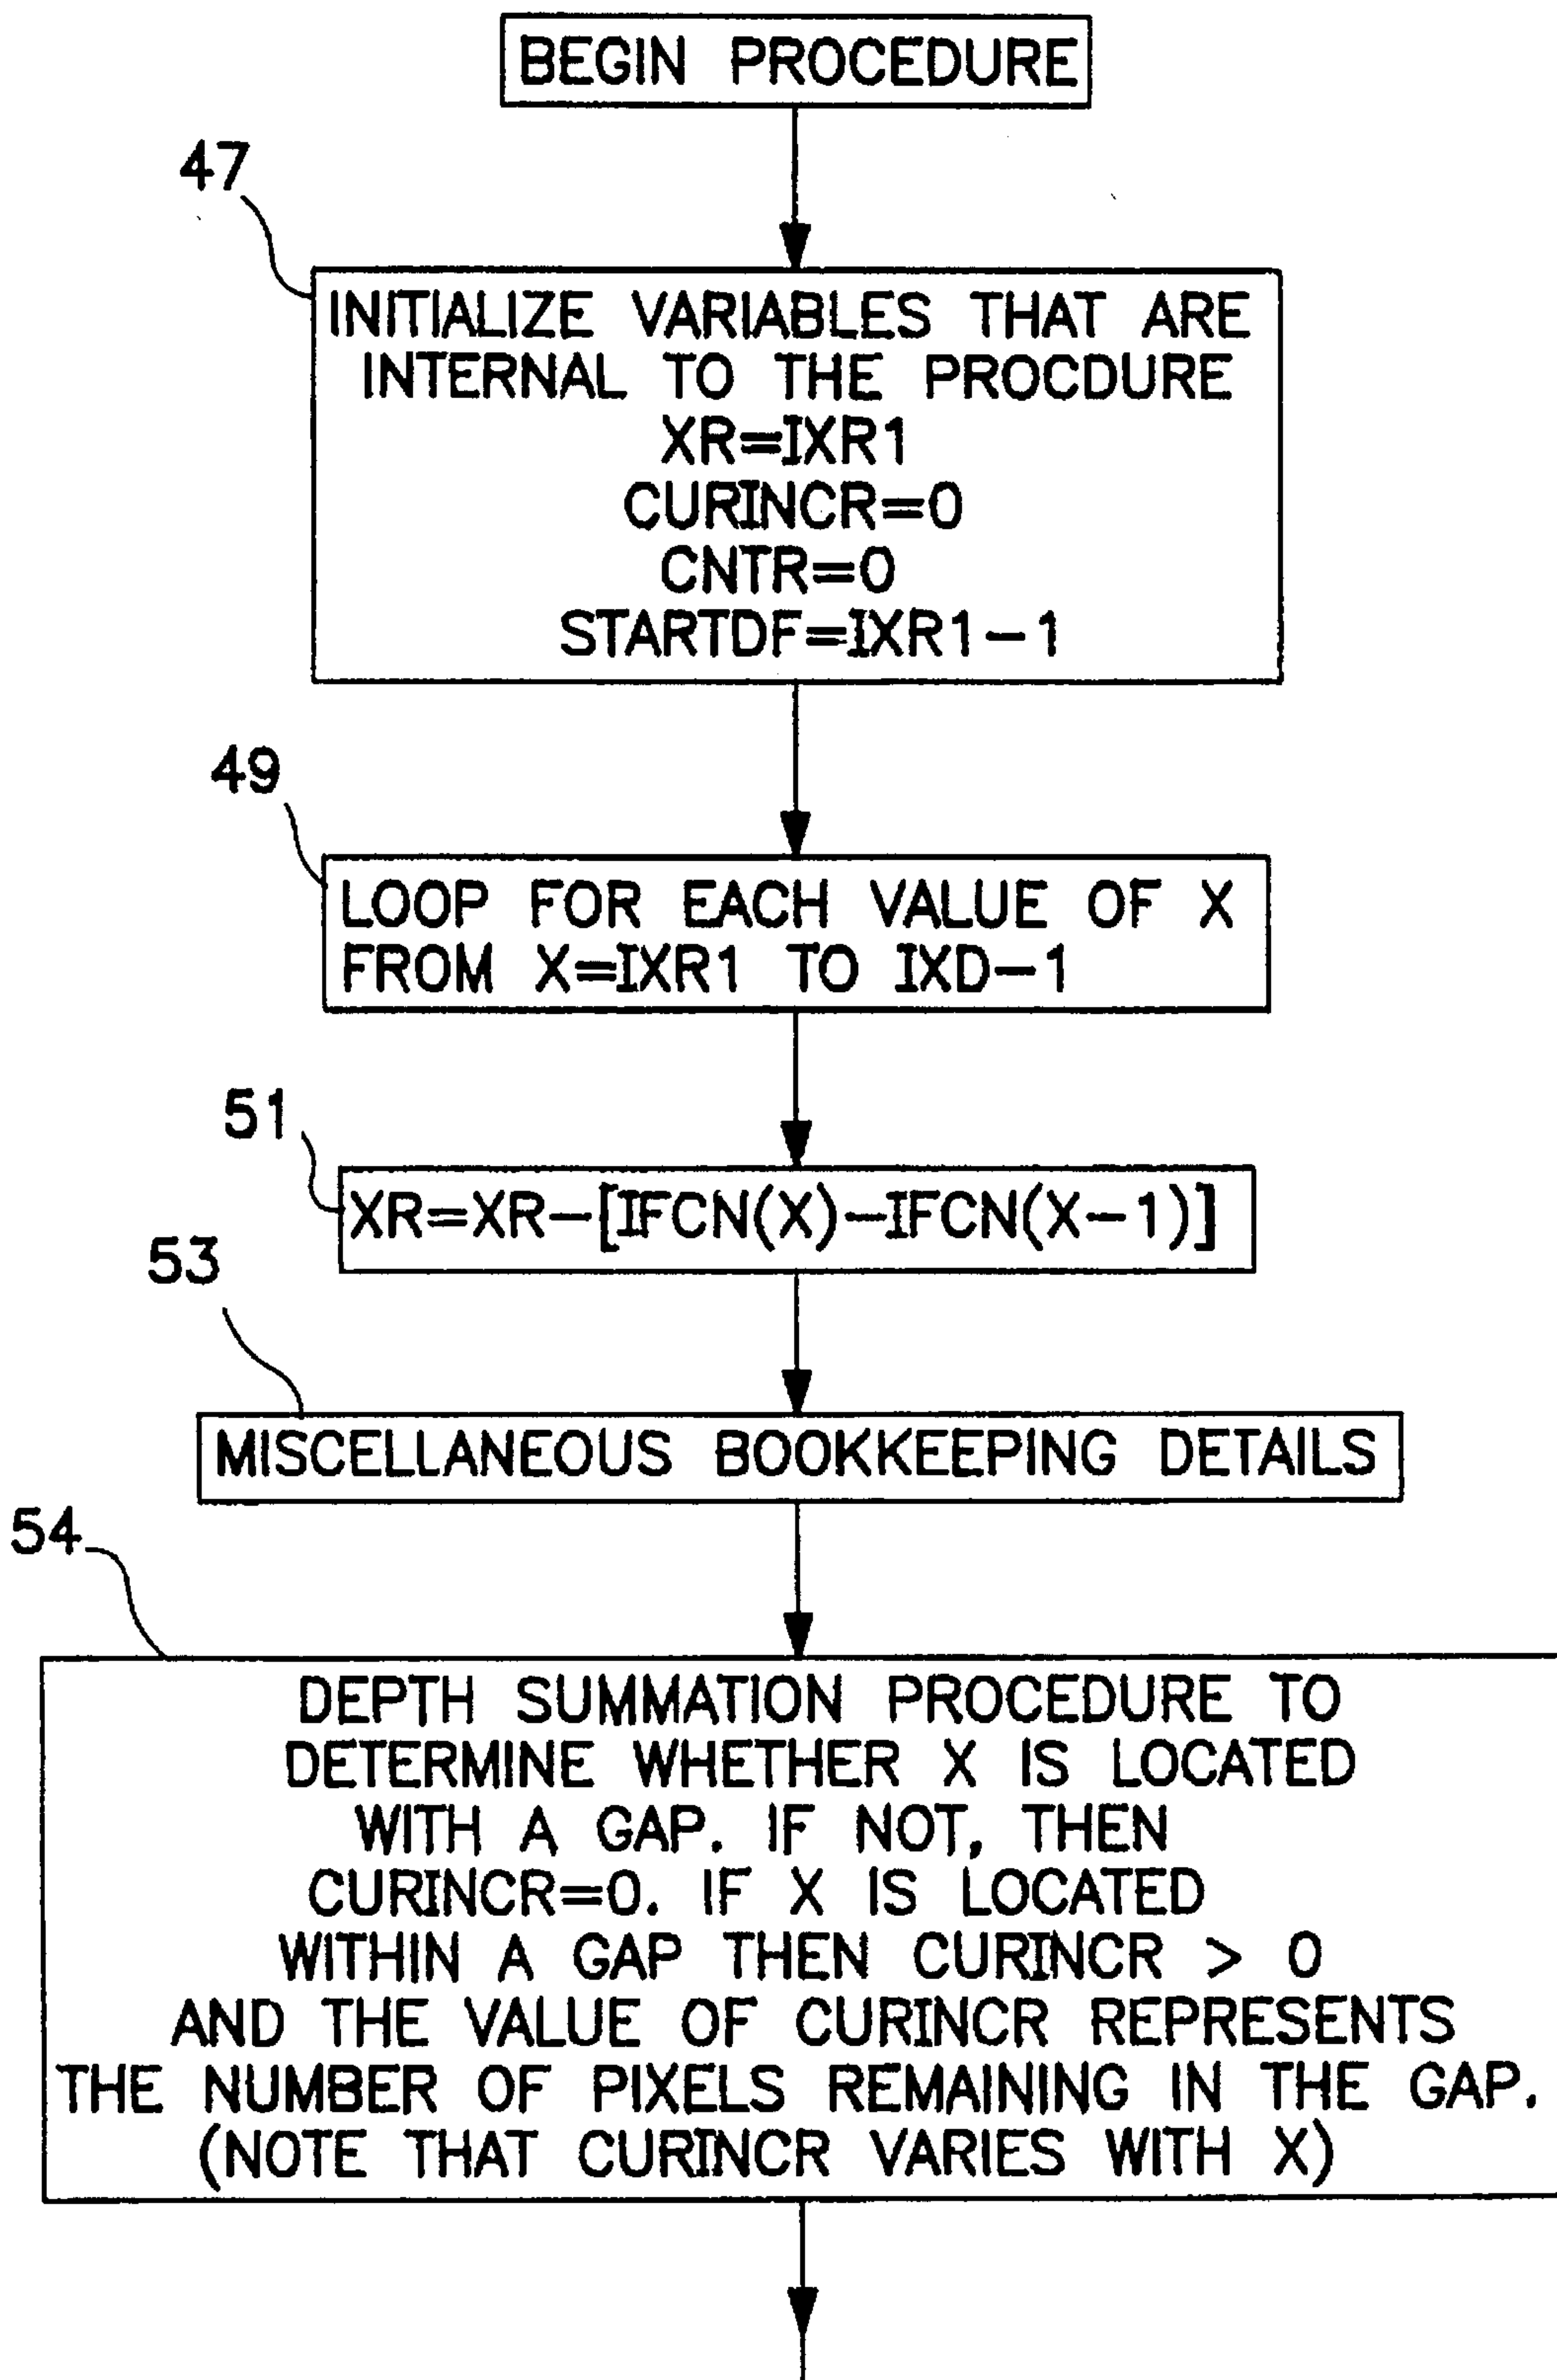 BEGIN PROCEDURE
47
INITIALIZE VARIABLES THAT ARE
INTERNAL TO THE PROCDURE
XR=IXR1
CURINCR=0
CNTR=0
STARTDF=IXR1-1
49
LOOP FOR EACH VALUE OF X
FROM X=IXR1 TO IXD-1
51
XR=XR-[IFCN(X)-IFCN(X-1)]
53
MISCELLANEOUS BOOKKEEPING DETAILS
54
DEPTH SUMMATION PROCEDURE TO
DETERMINE WHETHER X IS LOCATED
WITH A GAP. IF NOT, THEN
CURINCR=0. IF X IS LOCATED
WITHIN A GAP THEN CURINCR > 0
AND THE VALUE OF CURINCR REPRESENTS
THE NUMBER OF PIXELS REMAINING IN THE GAP.
(NOTE THAT CURINCR VARIES WITH X)